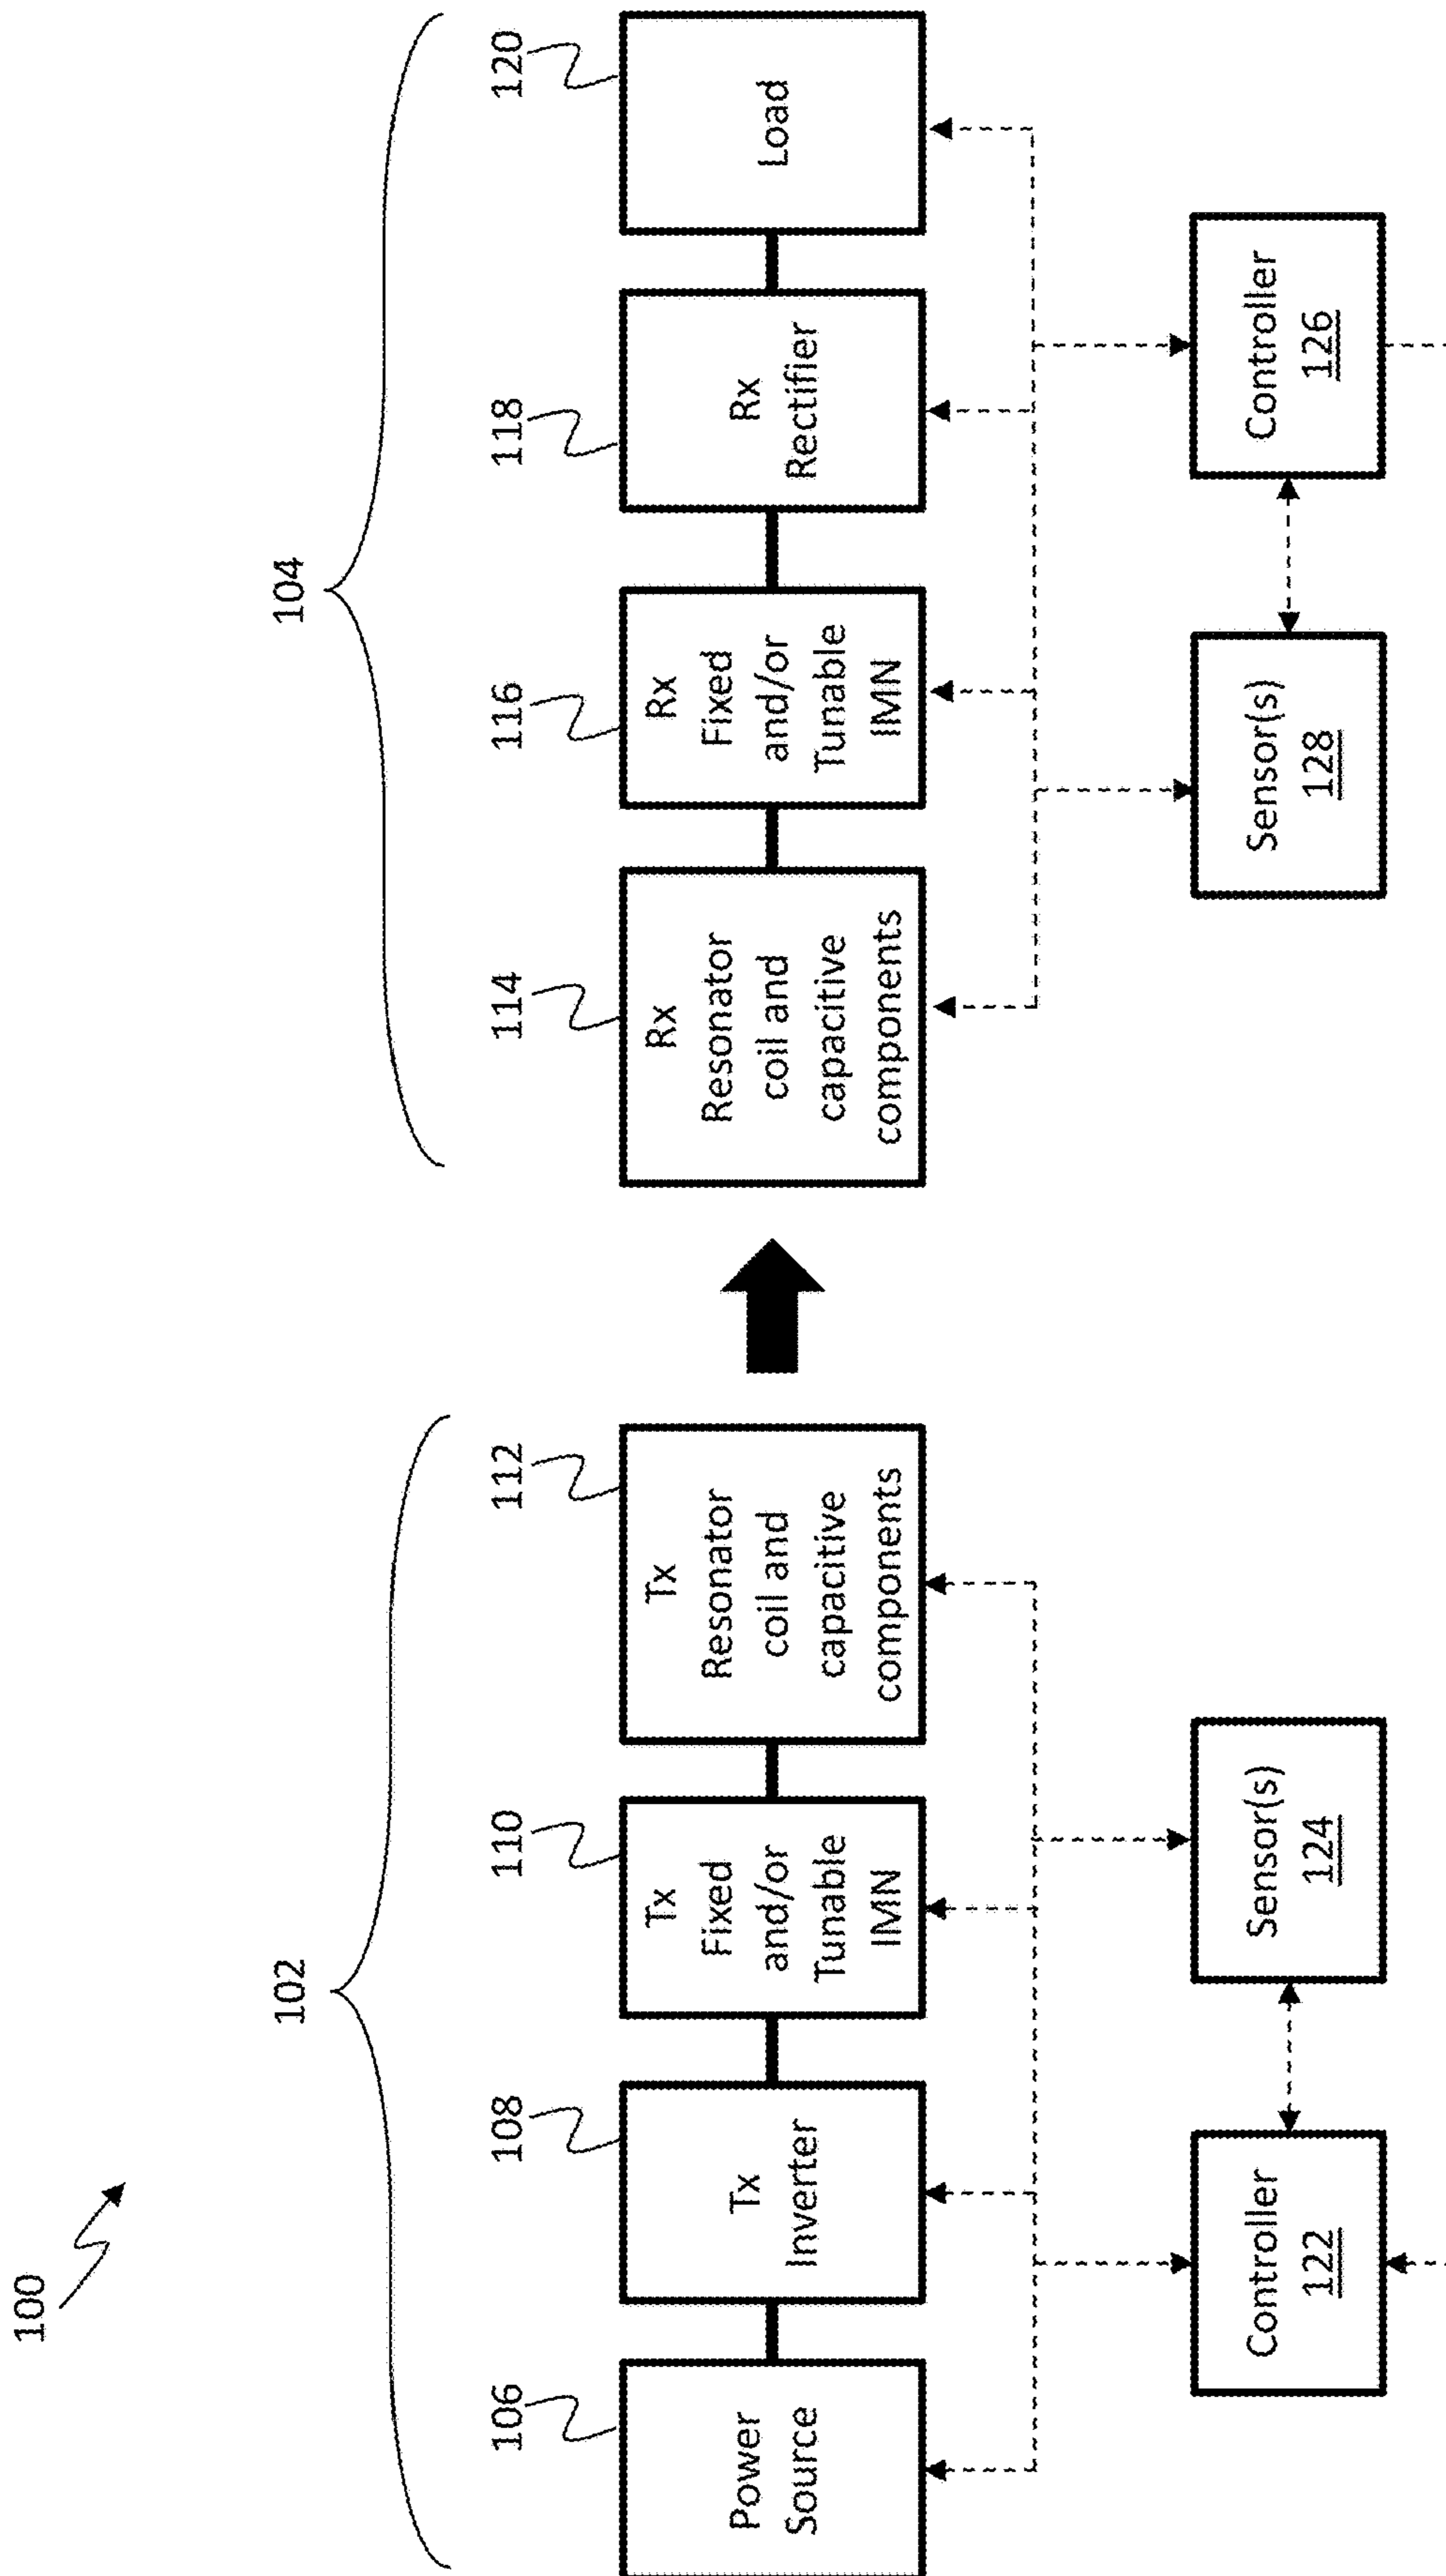 100
102
104
106
108
110
112
114
116
118
120
Power
Source
Tx
Inverter
Tx
Fixed
and/or
Tunable
IMN
Tx
Resonator
coil and
capacitive
components
Rx
Resonator
coil and
capacitive
components
Rx
Fixed
and/or
Tunable
IMN
Rx
Rectifier
Load
Controller
122
Sensor(s)
124
Sensor(s)
128
Controller
126